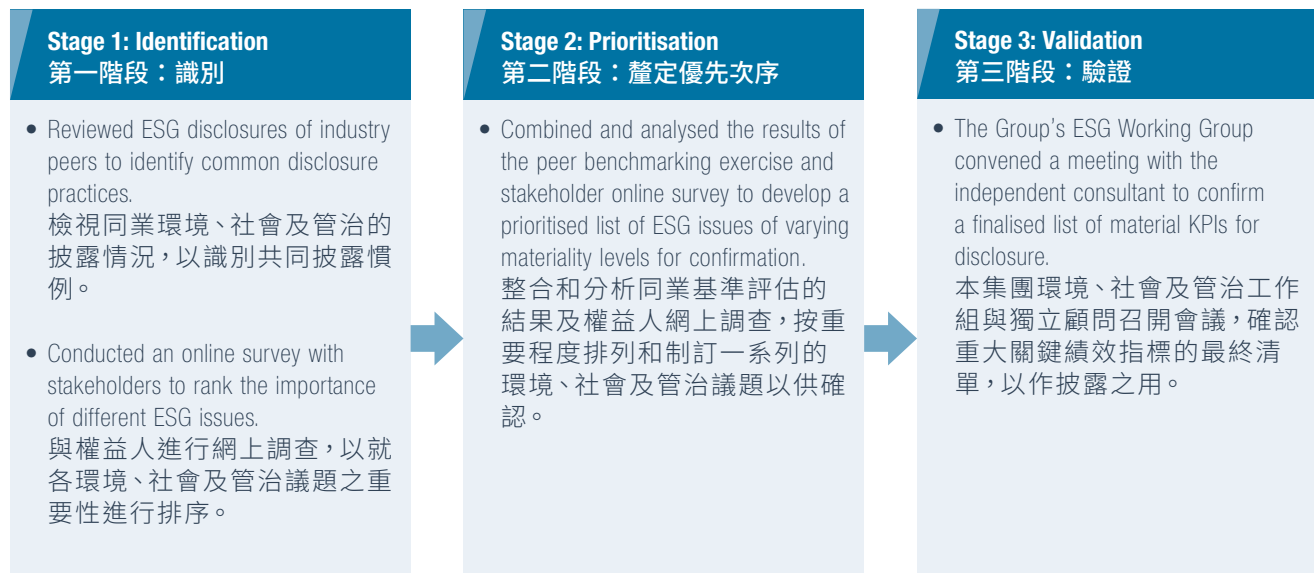 Stage 1: Identification
第一階段：識別
• Reviewed ESG disclosures of industry
peers to identify common disclosure
practices.
檢視同業環境、社會及管治的
披露情況，以識別共同披露慣
例。
• Conducted an online survey with
stakeholders to rank the importance
of different ESG issues.
與權益人進行網上調查，以就
各環境、社會及管治議題之重
要性進行排序。
Stage 2: Prioritisation
第二階段：釐定優先次序
• Combined and analysed the results of
the peer benchmarking exercise and
stakeholder online survey to develop a
prioritised list of ESG issues of varying
materiality levels for confirmation.
整合和分析同業基準評估的
結果及權益人網上調查，按重
要程度排列和制訂一系列的
環境、社會及管治議題以供確
認。
Stage 3: Validation
第三階段：驗證
• The Group's ESG Working Group
convened a meeting with the
independent consultant to confirm
a finalised list of material KPIs for
disclosure.
本集團環境、社會及管治工作
組與獨立顧問召開會議，確認
重大關鍵績效指標的最終清
單，以作披露之用。